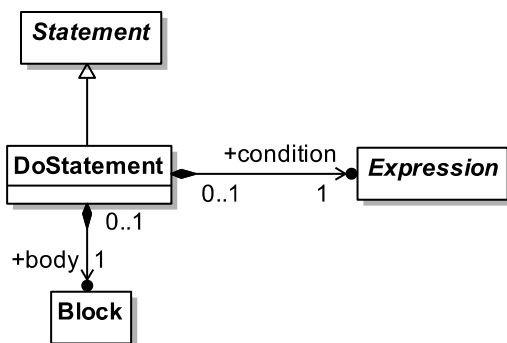 Statement
DoStatement
+condition
Expression
0..1
1
0..1
+body
1
Block